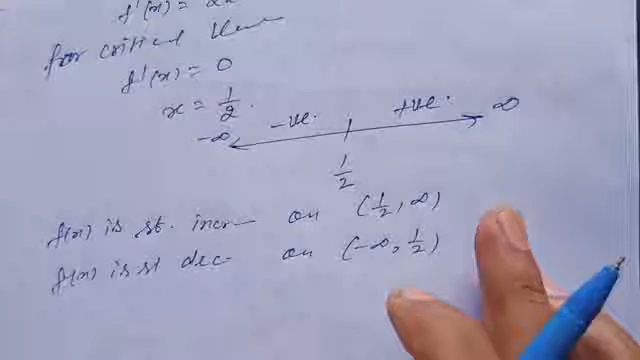 f'(x) = 2x
for critical
f'(x) = 0
x = 1/2.
-∞ -ve. +ve. ∞
1/2
f(x) is st. incr on (1/2, ∞)
f(x) is st dec on (-∞, 1/2)